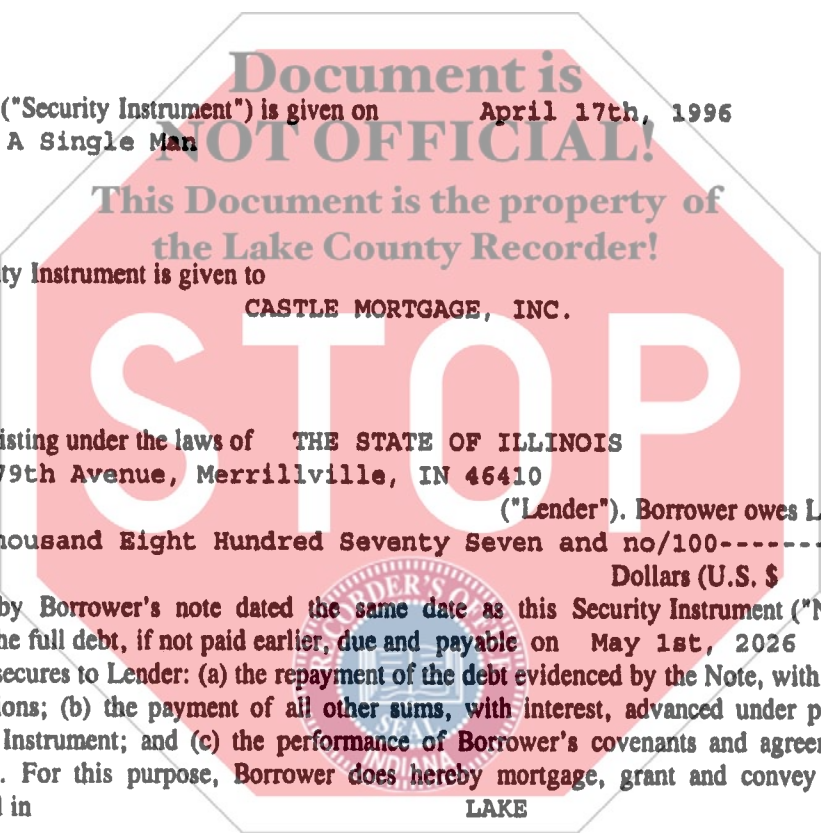 Document is
("Security Instrument") is given on April 17th, 1996
A Single Man
NOT OFFICIAL!
This Document is the property of
the Lake County Recorder!
ty Instrument is given to
CASTLE MORTGAGE, INC.
STOP
isting under the laws of THE STATE OF ILLINOIS
79th Avenue, Merrillville, IN 46410
("Lender"). Borrower owes L
housand Eight Hundred Seventy Seven and no/100-------
Dollars (U.S. $
by Borrower's note dated the same date as this Security Instrument ("N
he full debt, if not paid earlier, due and payable on May 1st, 2026
secures to Lender: (a) the repayment of the debt evidenced by the Note, with
ions; (b) the payment of all other sums, with interest, advanced under p
Instrument; and (c) the performance of Borrower's covenants and agree
. For this purpose, Borrower does hereby mortgage, grant and convey
d in LAKE
RECORDER'S OFFICE
SEAL
INDIANA